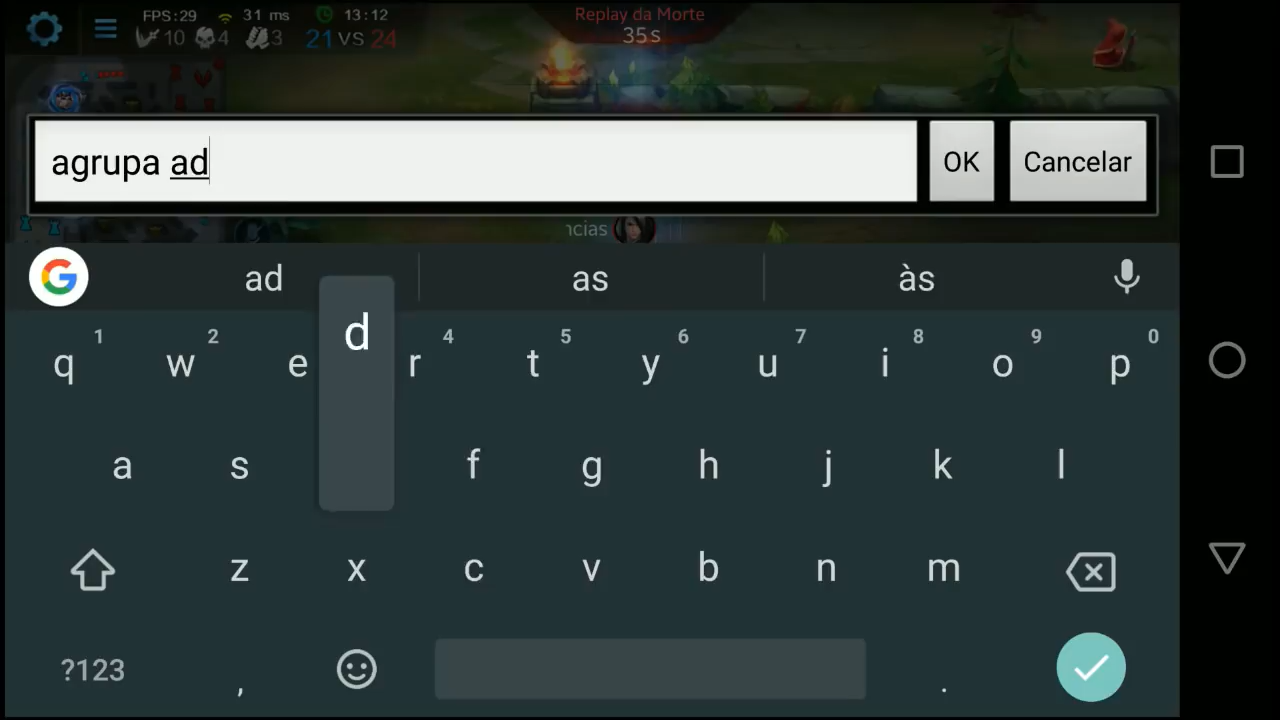 FPS:29 31 ms 13:12
10 4 3 21 VS 24
Replay da Morte
35s
agrupa ad
OK
Cancelar
ncias
ad as às
1 2 4 5 6 7 8 9 0
q w e d r t y u i o p
a s f g h j k l
z x c v b n m
?123 , .